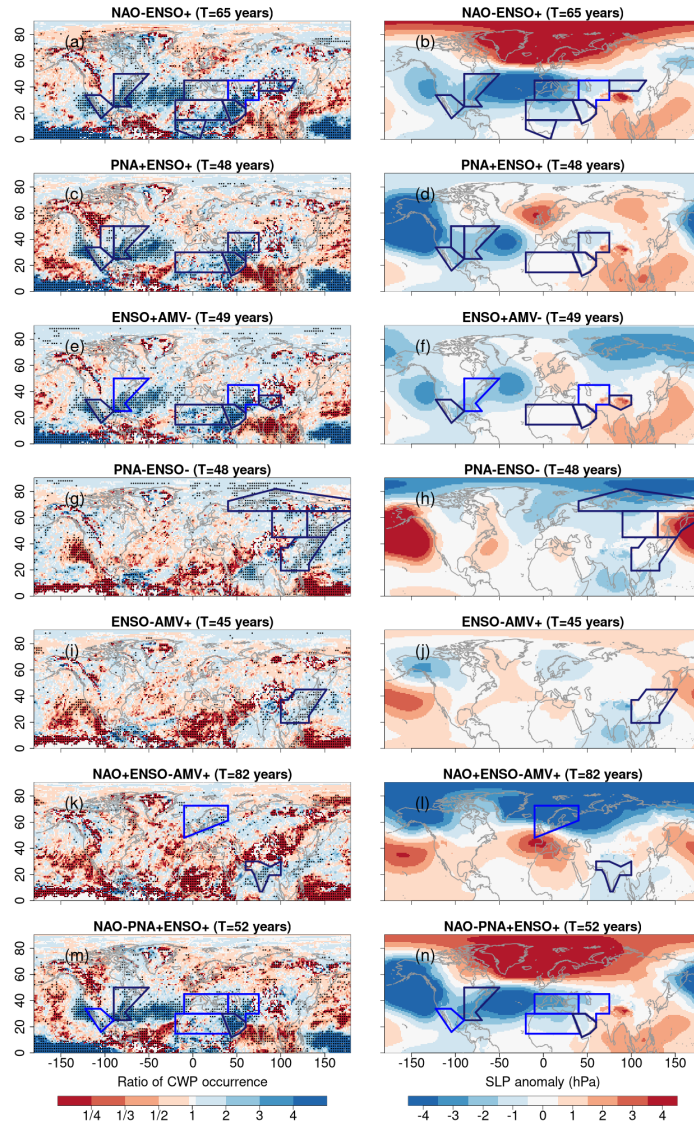 NAO-ENSO+ (T=65 years)
(a)
(b)
80
60
40
20
0
PNA+ENSO+ (T=48 years)
PNA+ENSO+ (T=48 years)
(c)
(d)
80
60
40
20
0
ENSO+AMV- (T=49 years)
ENSO+AMV- (T=49 years)
(e)
(f)
80
60
40
20
0
PNA-ENSO- (T=48 years)
PNA-ENSO- (T=48 years)
(g)
(h)
80
60
40
20
0
ENSO-AMV+ (T=45 years)
ENSO-AMV+ (T=45 years)
(i)
(j)
80
60
40
20
0
NAO+ENSO-AMV+ (T=82 years)
NAO+ENSO-AMV+ (T=82 years)
(k)
(l)
80
60
40
20
0
NAO-PNA+ENSO+ (T=52 years)
NAO-PNA+ENSO+ (T=52 years)
(m)
(n)
80
60
40
20
0
-150 -100 -50 0 50 100 150
-150 -100 -50 0 50 100 150
Ratio of CWP occurrence
SLP anomaly (hPa)
1/4 1/3 1/2 1 2 3 4
-4 -3 -2 -1 0 1 2 3 4